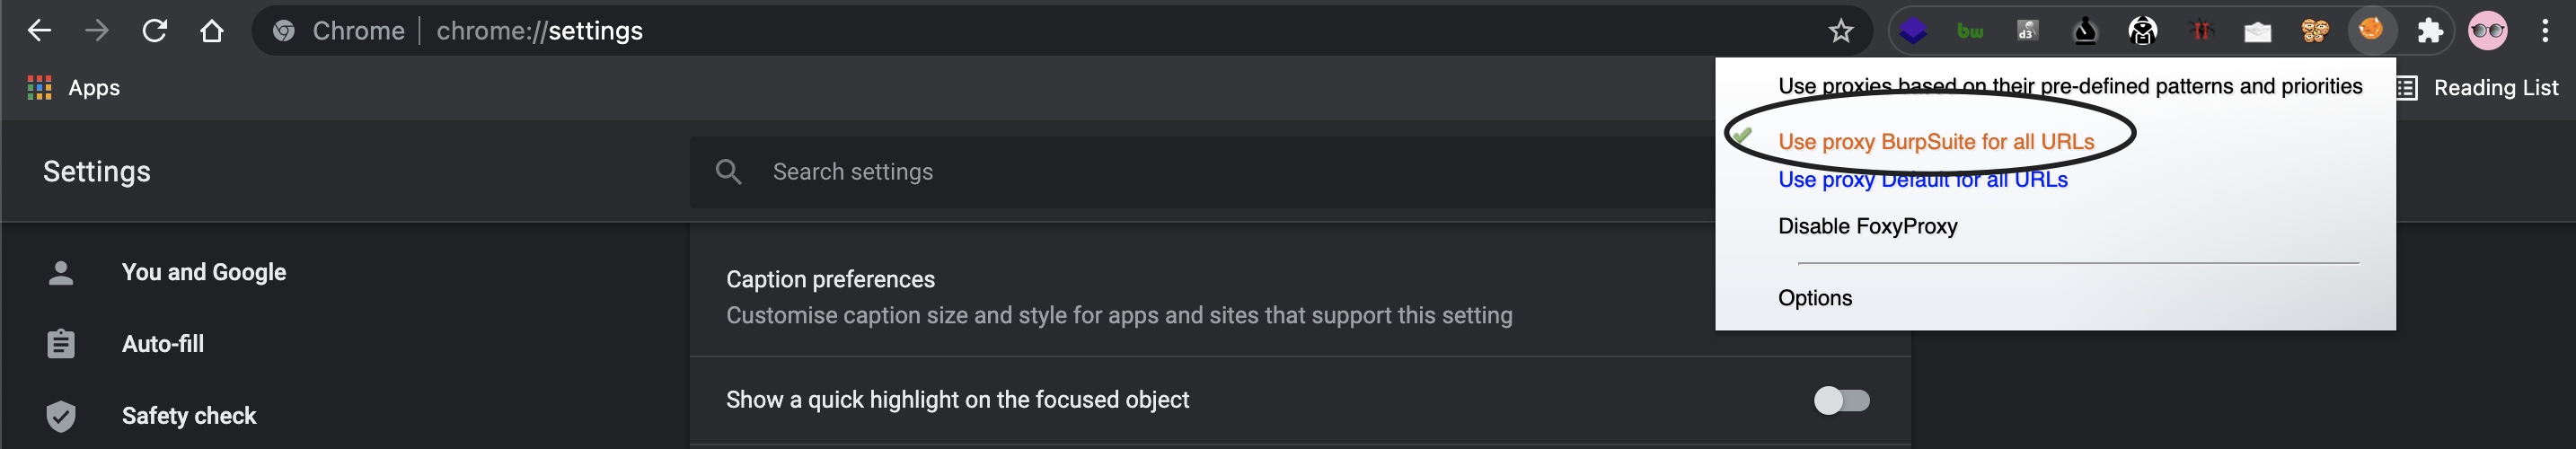 Chrome | chrome://settings
bw
d3
Apps
Reading List
Use proxies based on their pre-defined patterns and priorities
Use proxy BurpSuite for all URLs
Use proxy Default for all URLs
Disable FoxyProxy
Options
Settings
Search settings
You and Google
Auto-fill
Safety check
Caption preferences
Customise caption size and style for apps and sites that support this setting
Show a quick highlight on the focused object